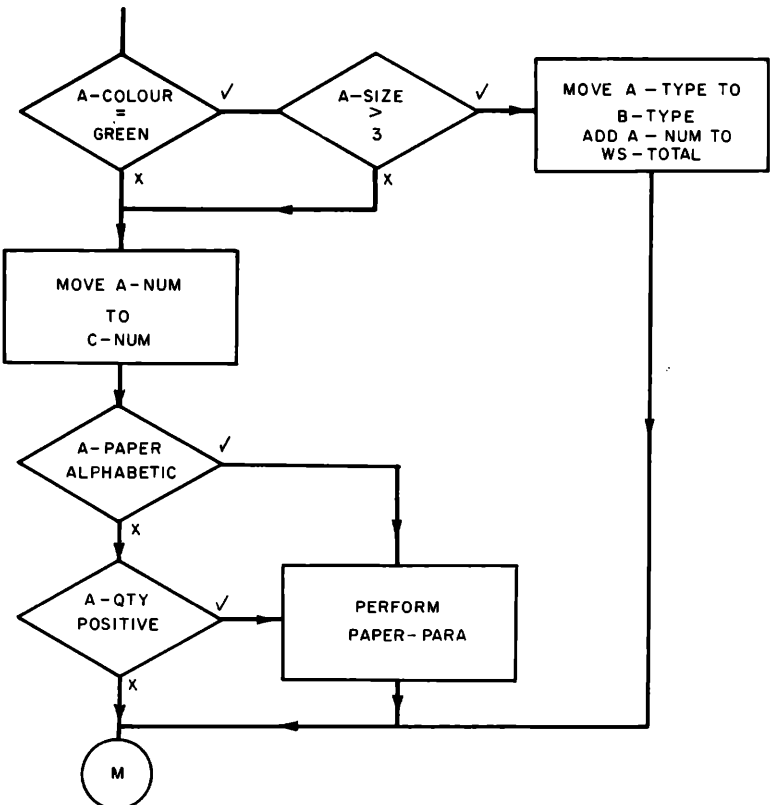 A-COLOUR
=
GREEN
✓
X
A-SIZE
>
3
✓
X
MOVE A-TYPE TO
B-TYPE
ADD A-NUM TO
WS-TOTAL
MOVE A-NUM
TO
C-NUM
A-PAPER
ALPHABETIC
✓
X
A-QTY
POSITIVE
✓
X
PERFORM
PAPER-PARA
M